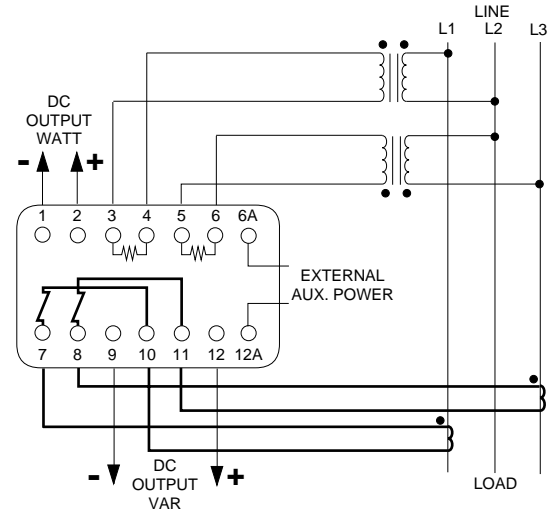 LINE
L1 L2 L3
DC
OUTPUT
WATT
- +
1 2 3 4 5 6 6A
EXTERNAL
AUX. POWER
7 8 9 10 11 12 12A
- +
DC
OUTPUT
VAR
LOAD